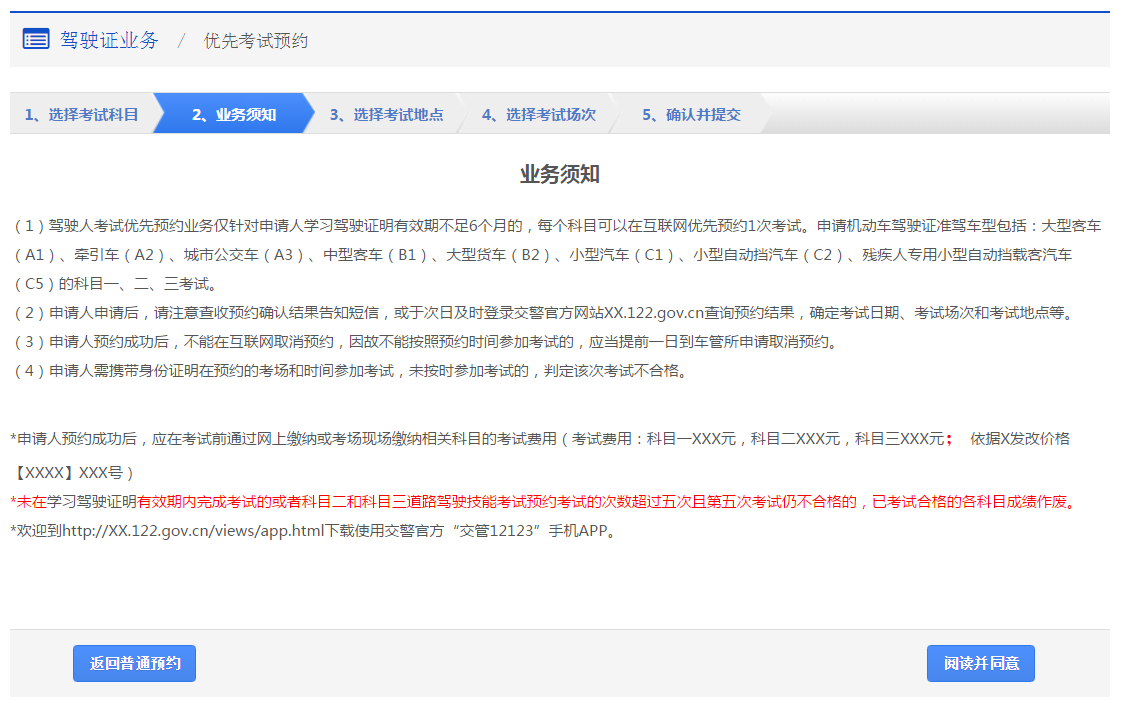 驾驶证业务 / 优先考试预约
1、选择考试科目 2、业务须知 3、选择考试地点 4、选择考试场次 5、确认并提交
业务须知
（1）驾驶人考试优先预约业务仅针对申请人学习驾驶证明有效期不足6个月的，每个科目可以在互联网优先预约1次考试。申请机动车驾驶证准驾车型包括：大型客车
（A1）、牵引车（A2）、城市公交车（A3）、中型客车（B1）、大型货车（B2）、小型汽车（C1）、小型自动挡汽车（C2）、残疾人专用小型自动挡载客汽车
（C5）的科目一、二、三考试。
（2）申请人申请后，请注意查收预约确认结果告知短信，或于次日及时登录交警官方网站XX.122.gov.cn查询预约结果，确定考试日期、考试场次和考试地点等。
（3）申请人预约成功后，不能在互联网取消预约，因故不能按照预约时间参加考试的，应当提前一日到车管所申请取消预约。
（4）申请人需携带身份证明在预约的考场和时间参加考试，未按时参加考试的，判定该次考试不合格。
*申请人预约成功后，应在考试前通过网上缴纳或考场现场缴纳相关科目的考试费用（考试费用：科目一XXX元，科目二XXX元，科目三XXX元； 依据X发改价格
【XXXX】XXX号）
*未在学习驾驶证明有效期内完成考试的或者科目二和科目三道路驾驶技能考试预约考试的次数超过五次且第五次考试仍不合格的，已考试合格的各科目成绩作废。
*欢迎到http://XX.122.gov.cn/views/app.html下载使用交警官方“交管12123”手机APP。
返回普通预约 阅读并同意